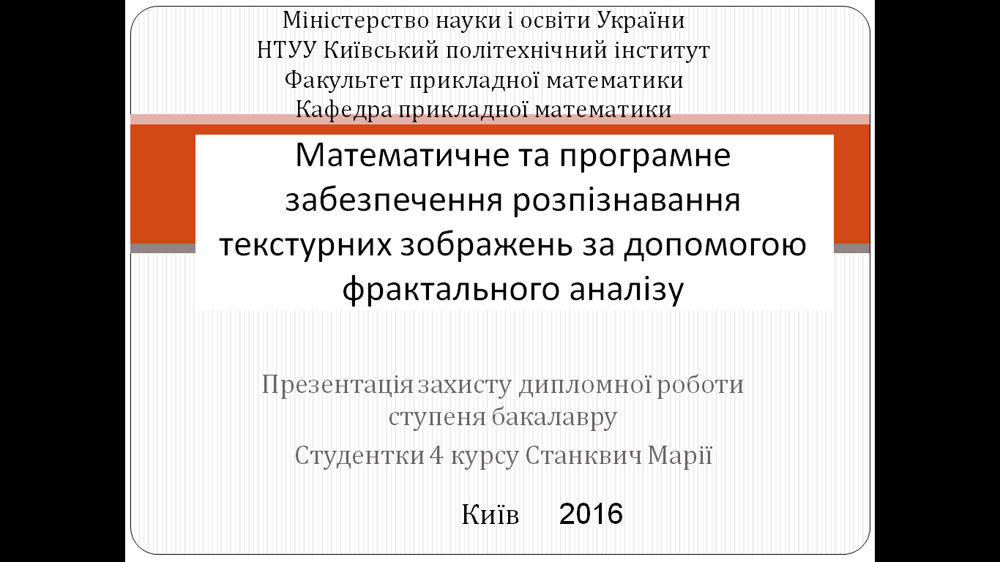 Міністерство науки і освіти України
НТУУ Київський політехнічний інститут
Факультет прикладної математики
Кафедра прикладної математики
Математичне та програмне
забезпечення розпізнавання
текстурних зображень за допомогою
фрактального аналізу
Презентація захисту дипломної роботи
ступеня бакалавру
Студентки 4 курсу Станквич Марії
Київ 2016